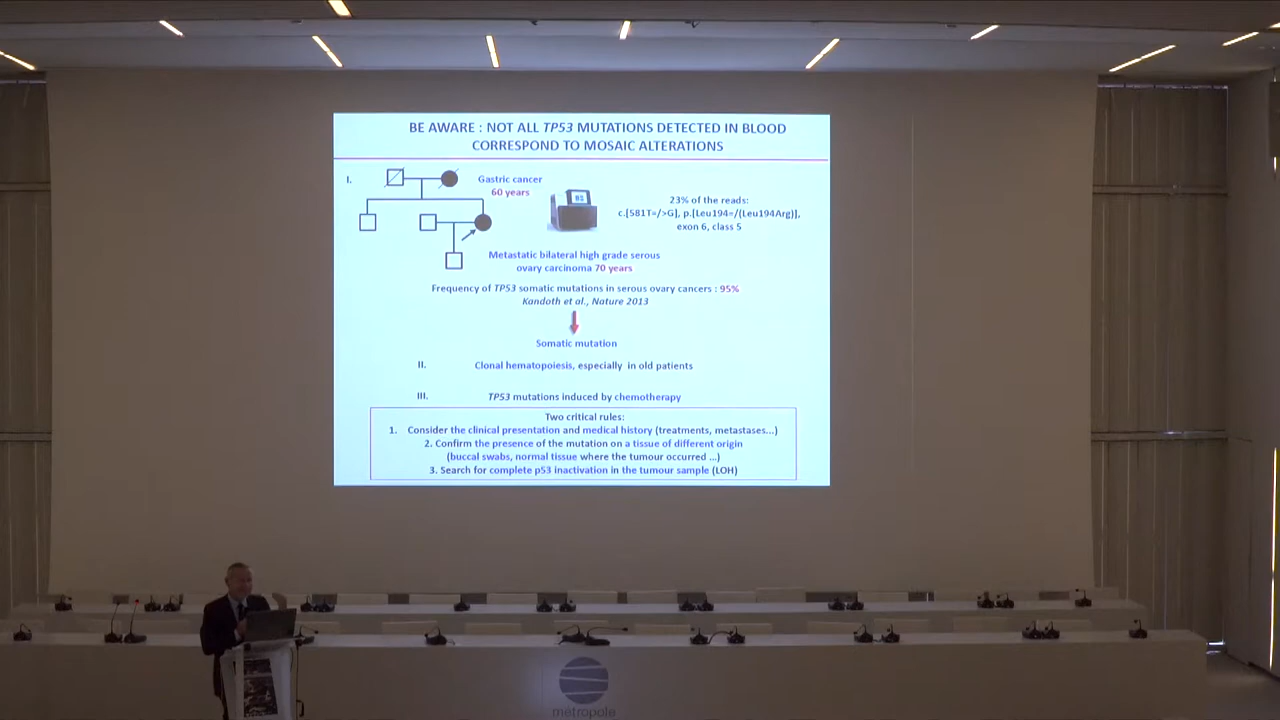 BE AWARE : NOT ALL TP53 MUTATIONS DETECTED IN BLOOD
CORRESPOND TO MOSAIC ALTERATIONS
I.
Gastric cancer
60 years
23% of the reads:
c.[581T=/>G], p.[Leu194=/(Leu194Arg)],
exon 6, class 5
Metastatic bilateral high grade serous
ovary carcinoma 70 years
Frequency of TP53 somatic mutations in serous ovary cancers : 95%
Kandoth et al., Nature 2013
Somatic mutation
II. Clonal hematopoiesis, especially in old patients
III. TP53 mutations induced by chemotherapy
Two critical rules:
1. Consider the clinical presentation and medical history (treatments, metastases...)
2. Confirm the presence of the mutation on a tissue of different origin
(buccal swabs, normal tissue where the tumour occurred ...)
3. Search for complete p53 inactivation in the tumour sample (LOH)
métropole